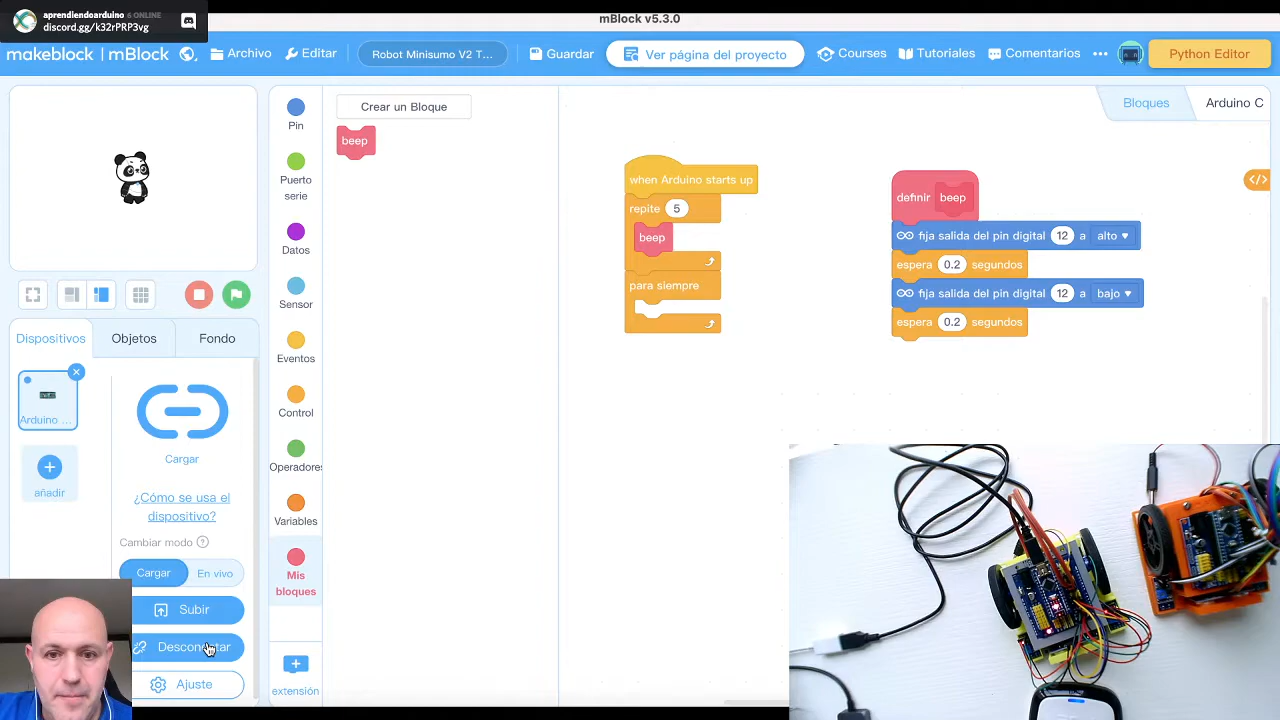 aprendiendoarduino 6 ONLINE
discord.gg/k32rPRP3vg
mBlock v5.3.0
makeblock | mBlock
Archivo
Editar
Robot Minisumo V2 T...
Guardar
Ver página del proyecto
Courses
Tutoriales
Comentarios
Python Editor
Crear un Bloque
beep
Bloques
Arduino C
Pin
Puerto
serie
Datos
Sensor
Eventos
Control
Operadores
Variables
Mis
bloques
extensión
when Arduino starts up
repite 5
beep
para siempre
definir beep
fija salida del pin digital 12 a alto
espera 0.2 segundos
fija salida del pin digital 12 a bajo
espera 0.2 segundos
Dispositivos
Objetos
Fondo
Arduino ...
añadir
Cargar
¿Cómo se usa el
dispositivo?
Cambiar modo ?
Cargar
En vivo
Subir
Desconectar
Ajuste